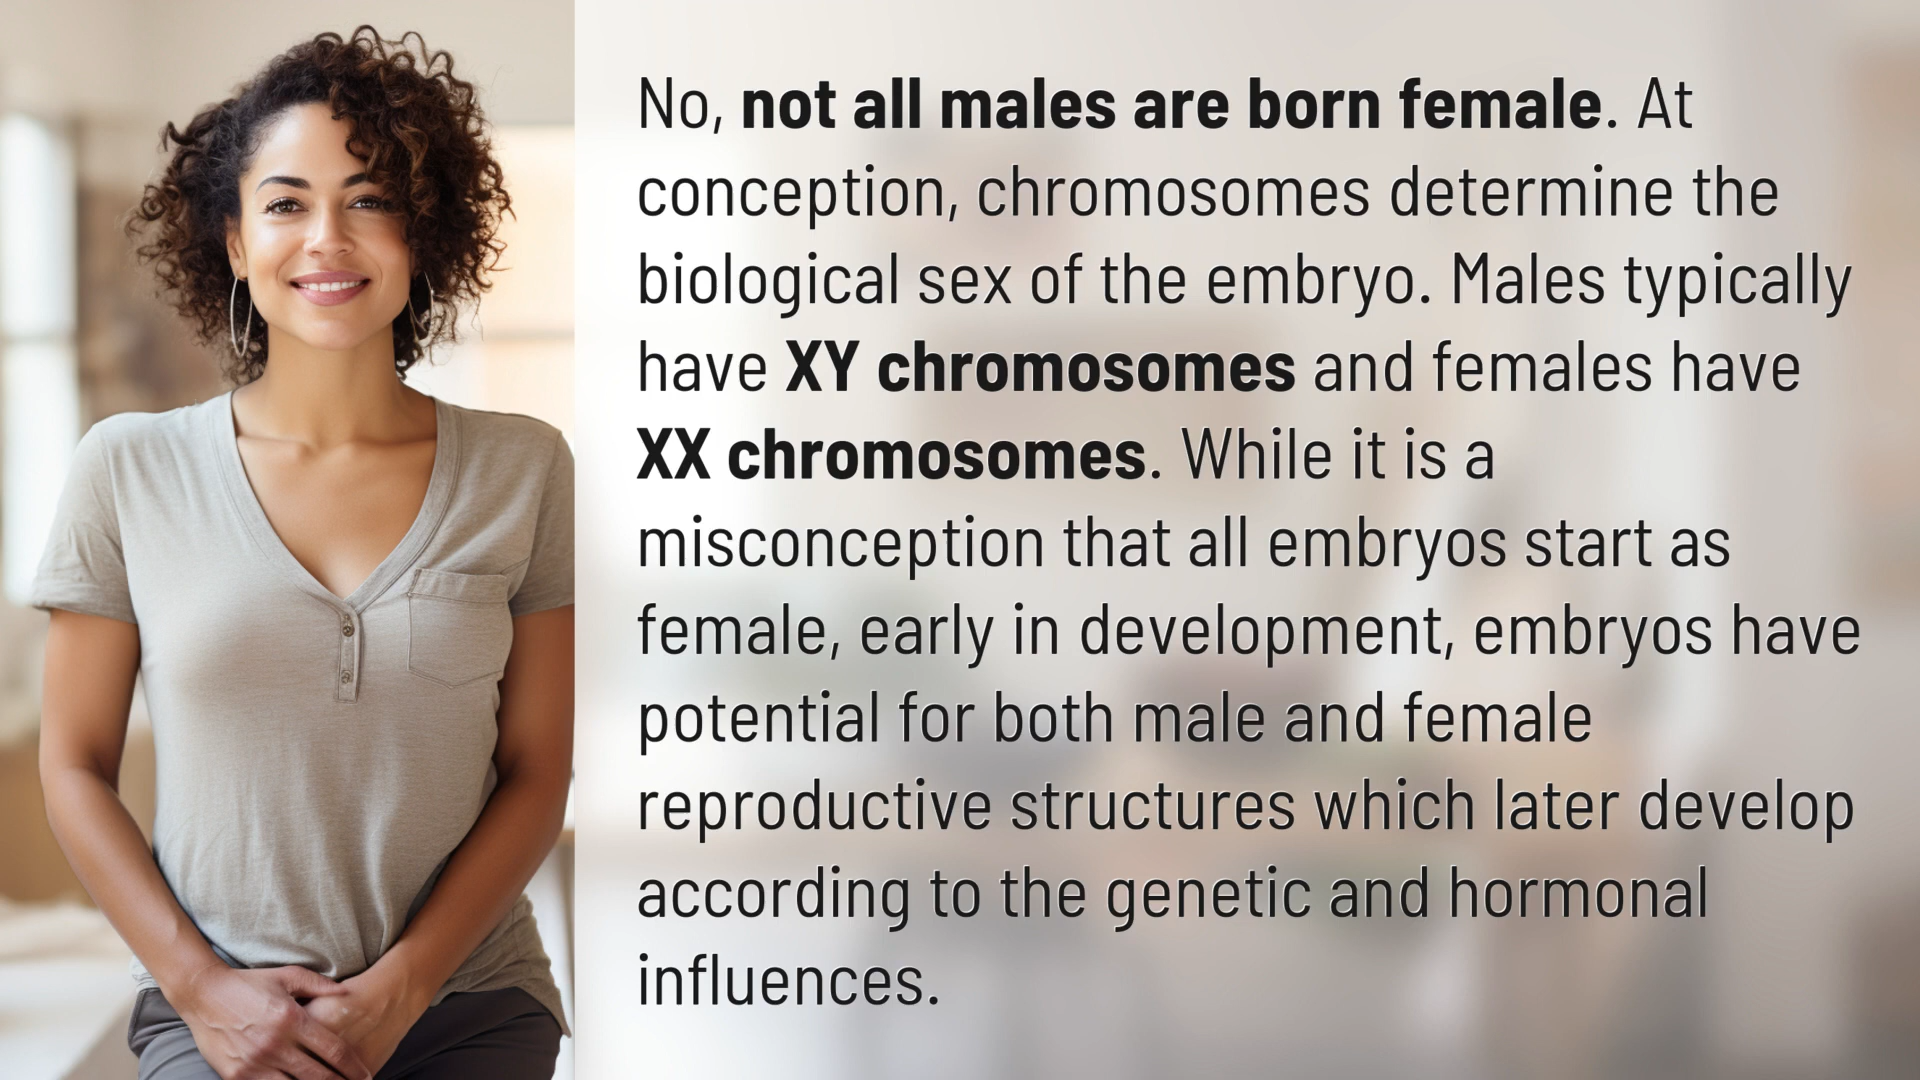 No, not all males are born female. At
conception, chromosomes determine the
biological sex of the embryo. Males typically
have XY chromosomes and females have
XX chromosomes. While it is a
misconception that all embryos start as
female, early in development, embryos have
potential for both male and female
reproductive structures which later develop
according to the genetic and hormonal
influences.